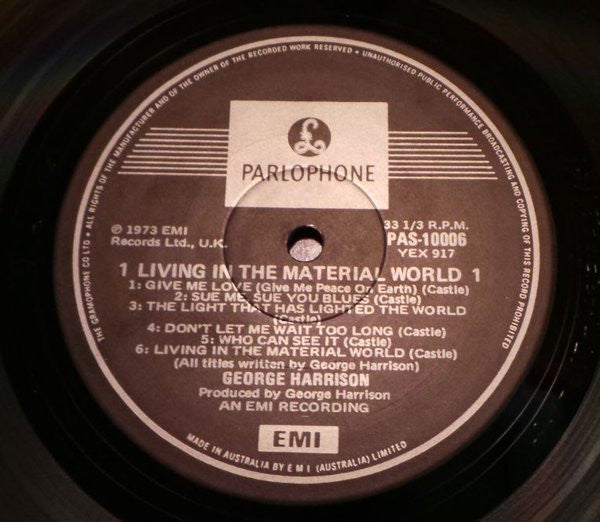 THE GRAMOPHONE CO LTD • ALL RIGHTS OF THE MANUFACTURER AND OF THE OWNER OF THE RECORDED WORK RESERVED • UNAUTHORISED PUBLIC PERFORMANCE BROADCASTING AND COPYING OF THIS RECORD PROHIBITED
£
PARLOPHONE
℗ 1973 EMI
Records Ltd., U.K.
33 1/3 R.P.M.
PAS-10006
YEX 917
1 LIVING IN THE MATERIAL WORLD 1
1: GIVE ME LOVE (Give Me Peace On Earth) (Castle)
2: SUE ME, SUE YOU BLUES (Castle)
3: THE LIGHT THAT HAS LIGHTED THE WORLD
(Castle)
4: DON'T LET ME WAIT TOO LONG (Castle)
5: WHO CAN SEE IT (Castle)
6: LIVING IN THE MATERIAL WORLD (Castle)
(All titles written by George Harrison)
GEORGE HARRISON
Produced by George Harrison
AN EMI RECORDING
EMI
MADE IN AUSTRALIA BY E M I (AUSTRALIA) LIMITED